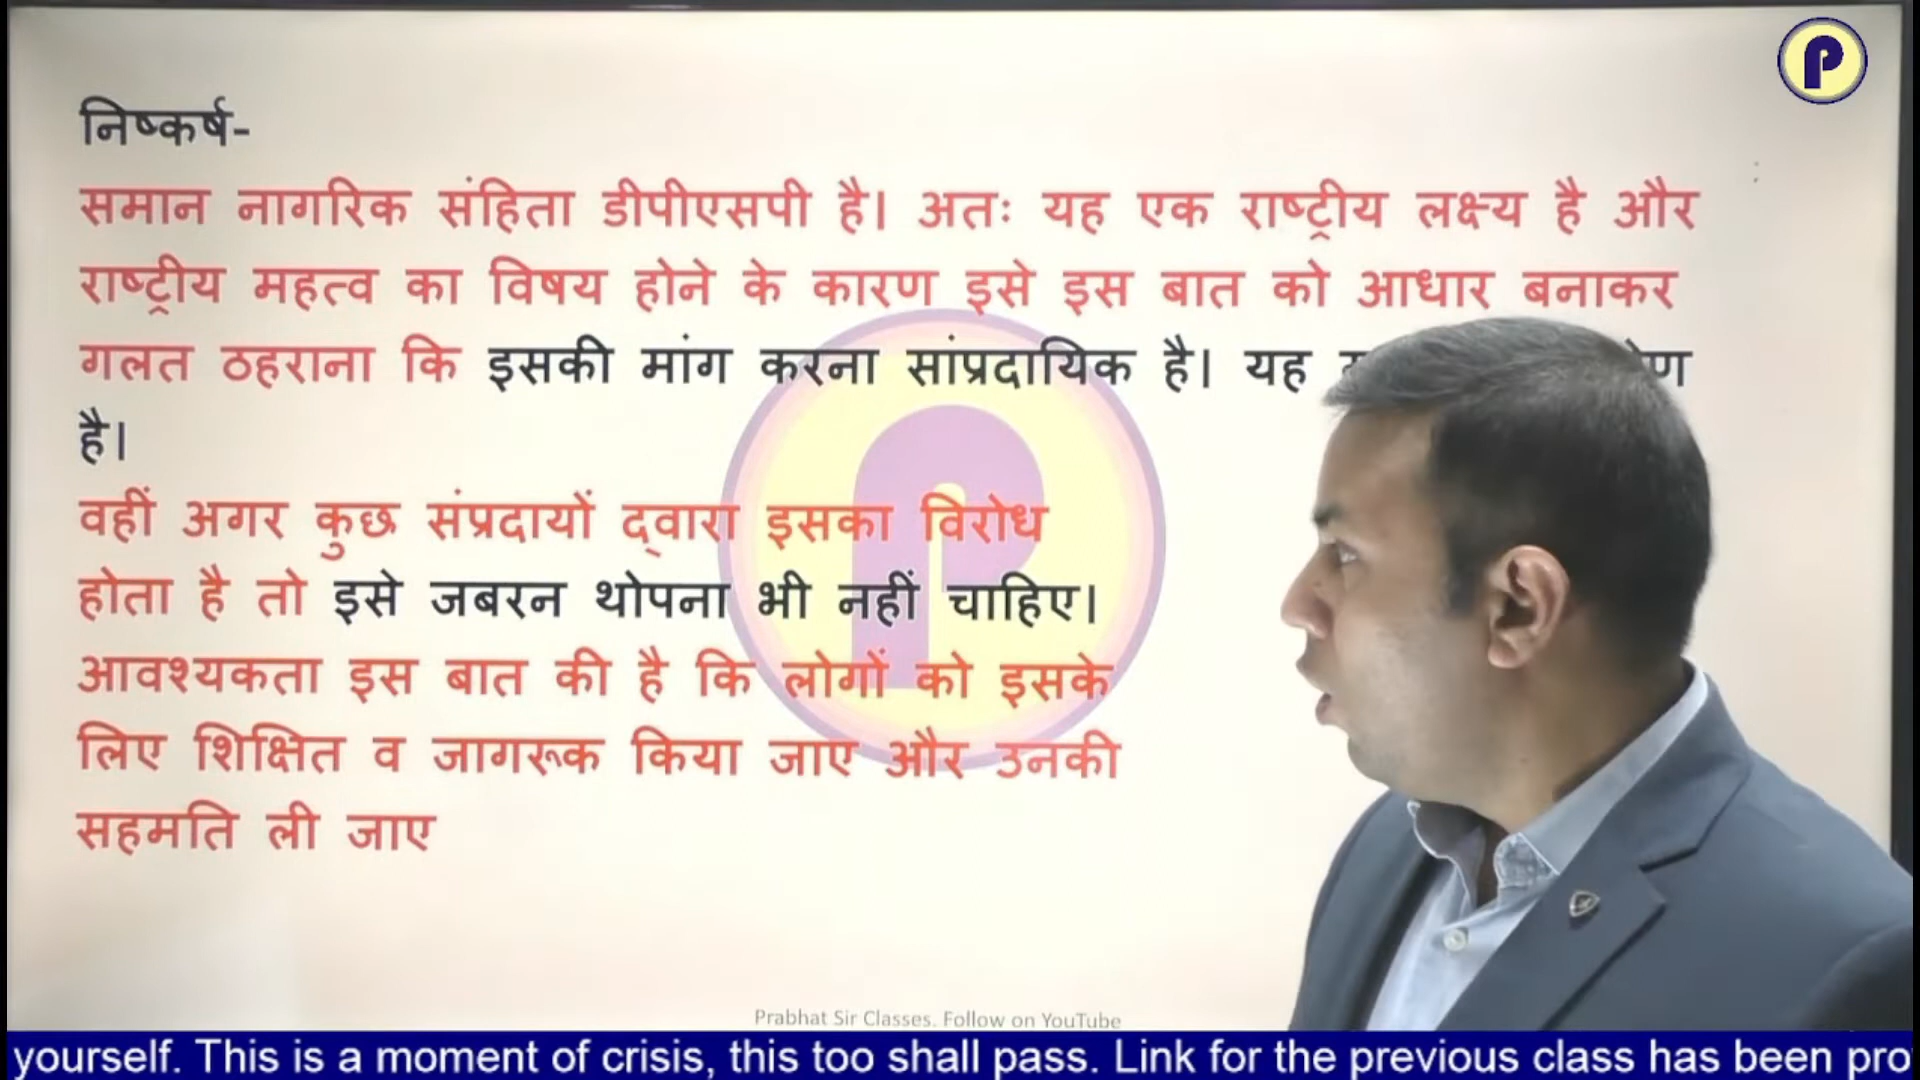 निष्कर्ष-
समान नागरिक संहिता डीपीएसपी है। अतः यह एक राष्ट्रीय लक्ष्य है और
राष्ट्रीय महत्व का विषय होने के कारण इसे इस बात को आधार बनाकर
गलत ठहराना कि इसकी मांग करना सांप्रदायिक है। यह
है।
वहीं अगर कुछ संप्रदायों द्वारा इसका विरोध
होता है तो इसे जबरन थोपना भी नहीं चाहिए।
आवश्यकता इस बात की है कि लोगों को इसके
लिए शिक्षित व जागरूक किया जाए और उनकी
सहमति ली जाए
Prabhat Sir Classes. Follow on YouTube
yourself. This is a moment of crisis, this too shall pass. Link for the previous class has been pro